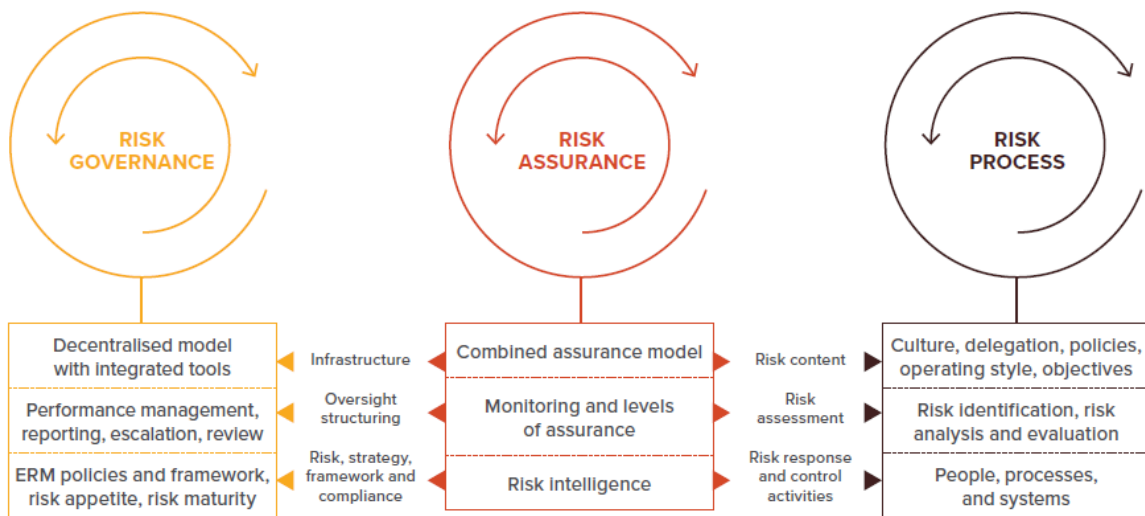 RISK
GOVERNANCE
RISK
ASSURANCE
RISK
PROCESS
Decentralised model
with integrated tools
Infrastructure
Combined assurance model
Risk content
Culture, delegation, policies,
operating style, objectives
Performance management,
reporting, escalation, review
Oversight
structuring
Monitoring and levels
of assurance
Risk
assessment
Risk identification, risk
analysis and evaluation
ERM policies and framework,
risk appetite, risk maturity
Risk, strategy,
framework and
compliance
Risk intelligence
Risk response
and control
activities
People, processes,
and systems